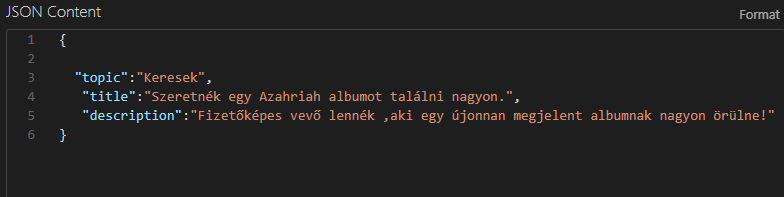 JSON Content
Format
1 {
2
3 "topic":"Keresek",
4 "title":"Szeretnék egy Azahriah albumot találni nagyon.",
5 "description":"Fizetőképes vevő lennék ,aki egy újonnan megjelent albumnak nagyon örülne!"
6 }